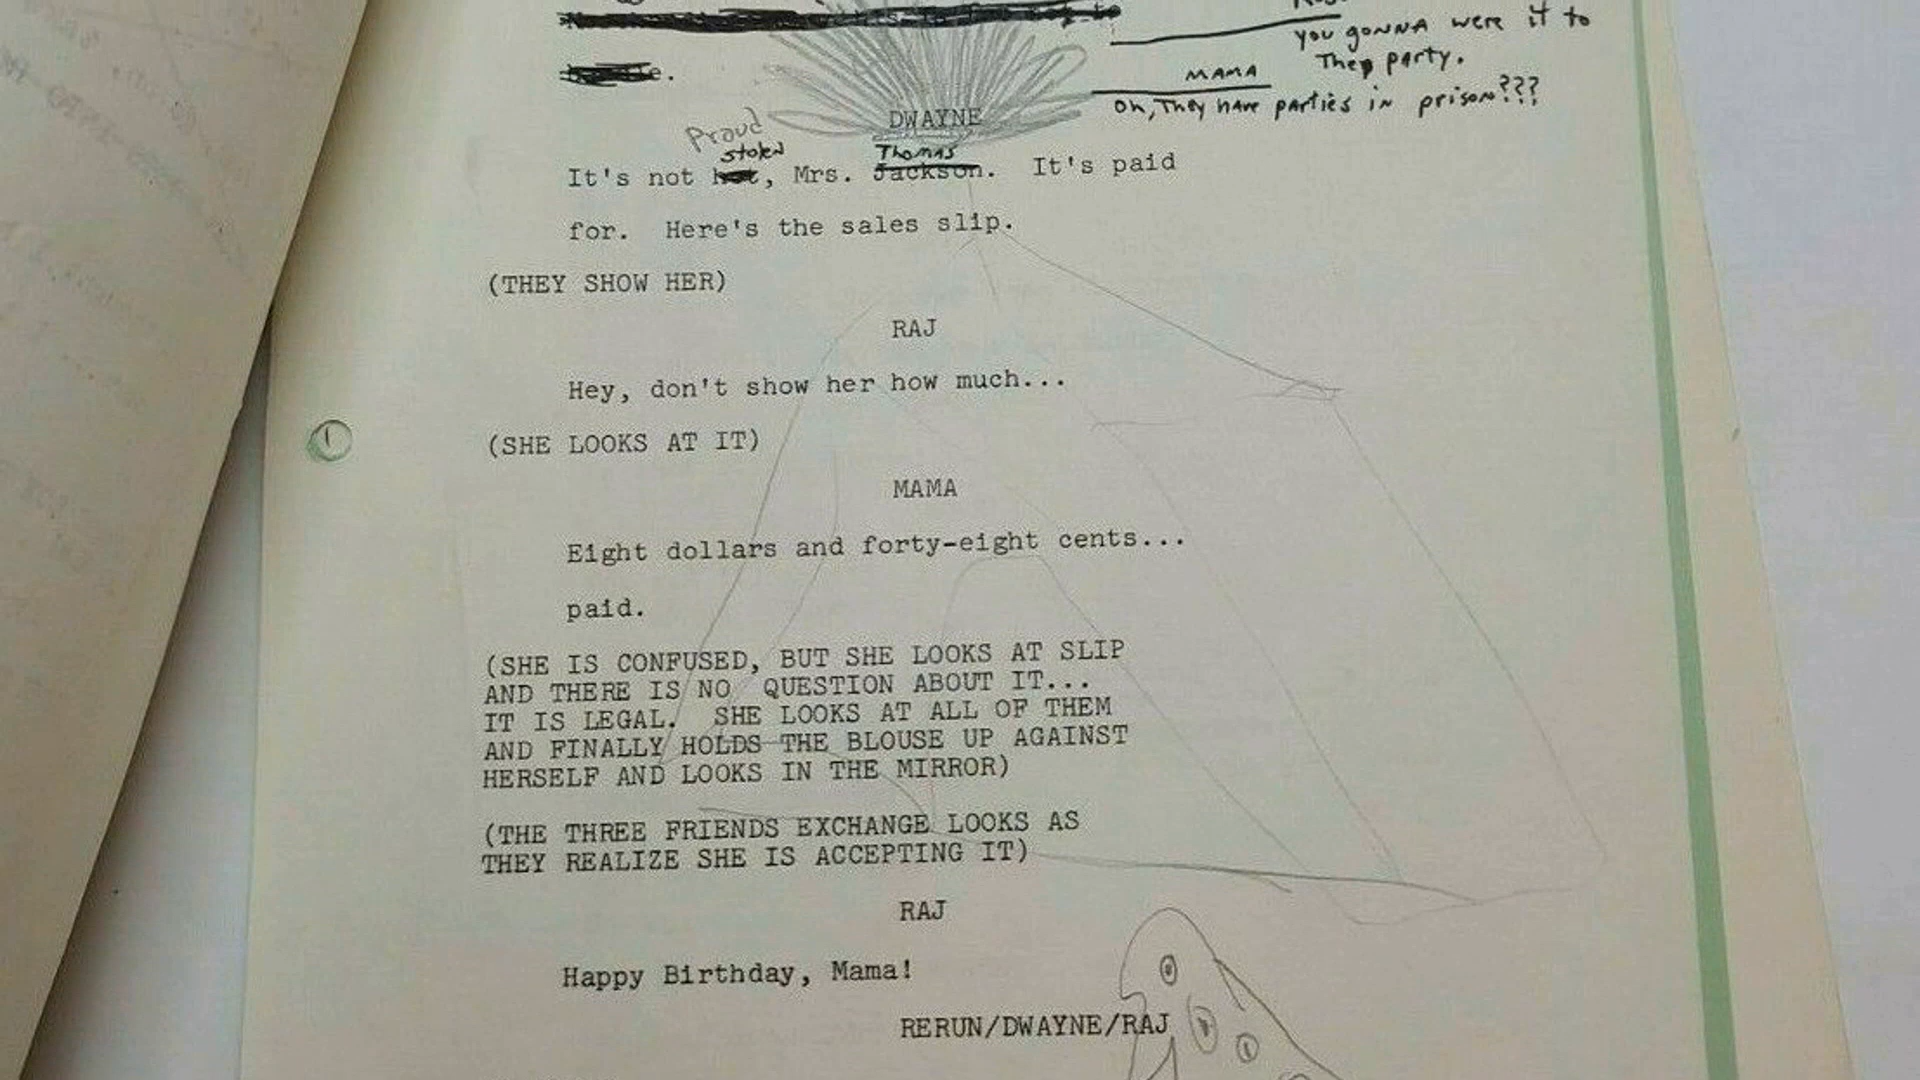 you gonna were it to
They party.
MAMA
Oh, They have parties in prison???
DWAYNE
Proud
stolen Thomas
It's not hot, Mrs. Jackson. It's paid
for. Here's the sales slip.
(THEY SHOW HER)
RAJ
Hey, don't show her how much...
(SHE LOOKS AT IT)
MAMA
Eight dollars and forty-eight cents...
paid.
(SHE IS CONFUSED, BUT SHE LOOKS AT SLIP
AND THERE IS NO QUESTION ABOUT IT...
IT IS LEGAL. SHE LOOKS AT ALL OF THEM
AND FINALLY HOLDS THE BLOUSE UP AGAINST
HERSELF AND LOOKS IN THE MIRROR)
(THE THREE FRIENDS EXCHANGE LOOKS AS
THEY REALIZE SHE IS ACCEPTING IT)
RAJ
Happy Birthday, Mama!
RERUN/DWAYNE/RAJ